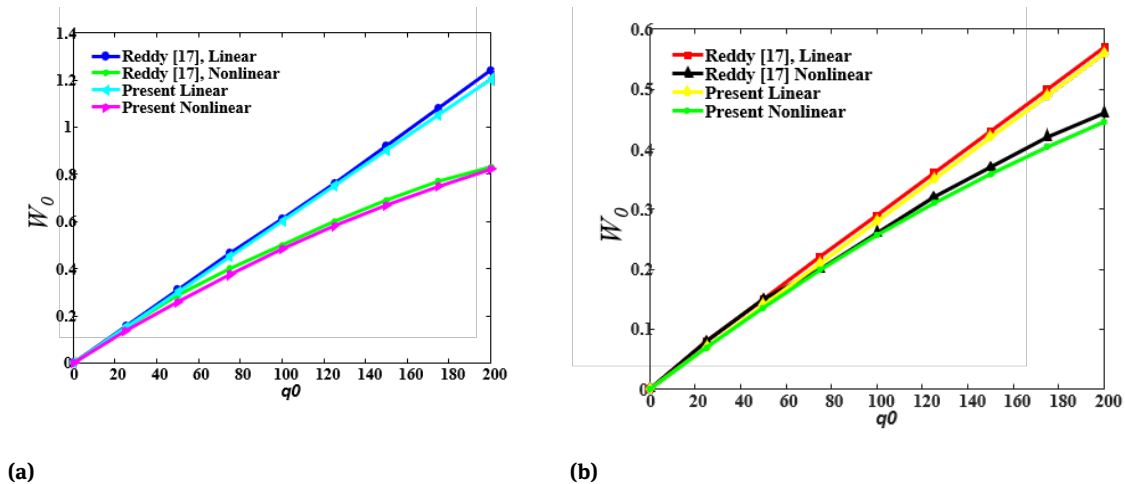 1.4
1.2
1
0.8
0.6
0.4
0.2
0
W_0
Reddy [17], Linear
Reddy [17], Nonlinear
Present Linear
Present Nonlinear
0 20 40 60 80 100 120 140 160 180 200
q0
(a)
0.6
0.5
0.4
0.3
0.2
0.1
0
W_0
Reddy [17], Linear
Reddy [17] Nonlinear
Present Linear
Present Nonlinear
0 20 40 60 80 100 120 140 160 180 200
q0
(b)